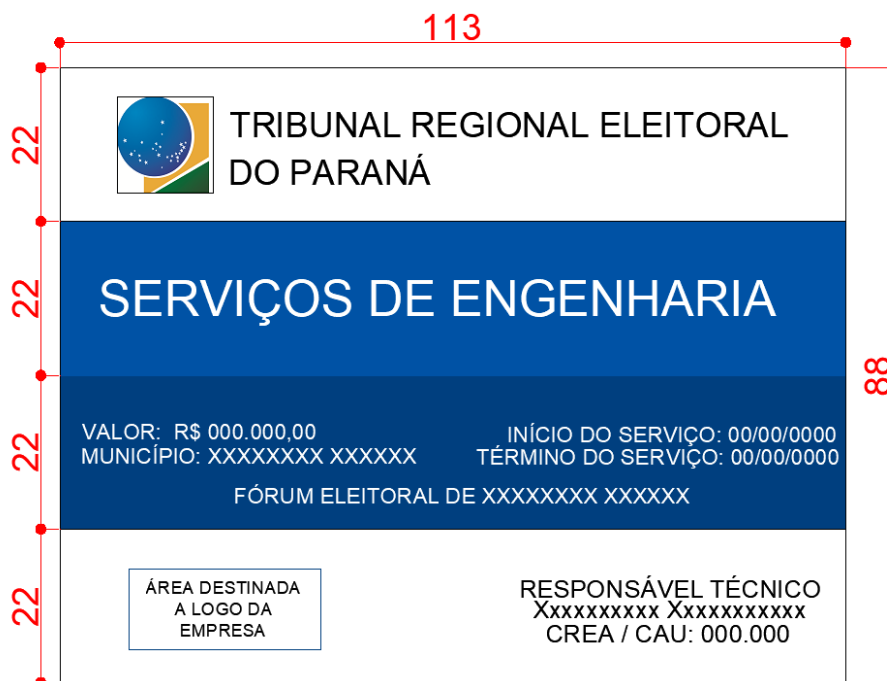 113
22
TRIBUNAL REGIONAL ELEITORAL
DO PARANÁ
22
SERVIÇOS DE ENGENHARIA
88
22
VALOR: R$ 000.000,00
MUNICÍPIO: XXXXXXXX XXXXXX
INÍCIO DO SERVIÇO: 00/00/0000
TÉRMINO DO SERVIÇO: 00/00/0000
FÓRUM ELEITORAL DE XXXXXXXX XXXXXX
22
ÁREA DESTINADA
A LOGO DA
EMPRESA
RESPONSÁVEL TÉCNICO
Xxxxxxxxxx Xxxxxxxxxxx
CREA / CAU: 000.000